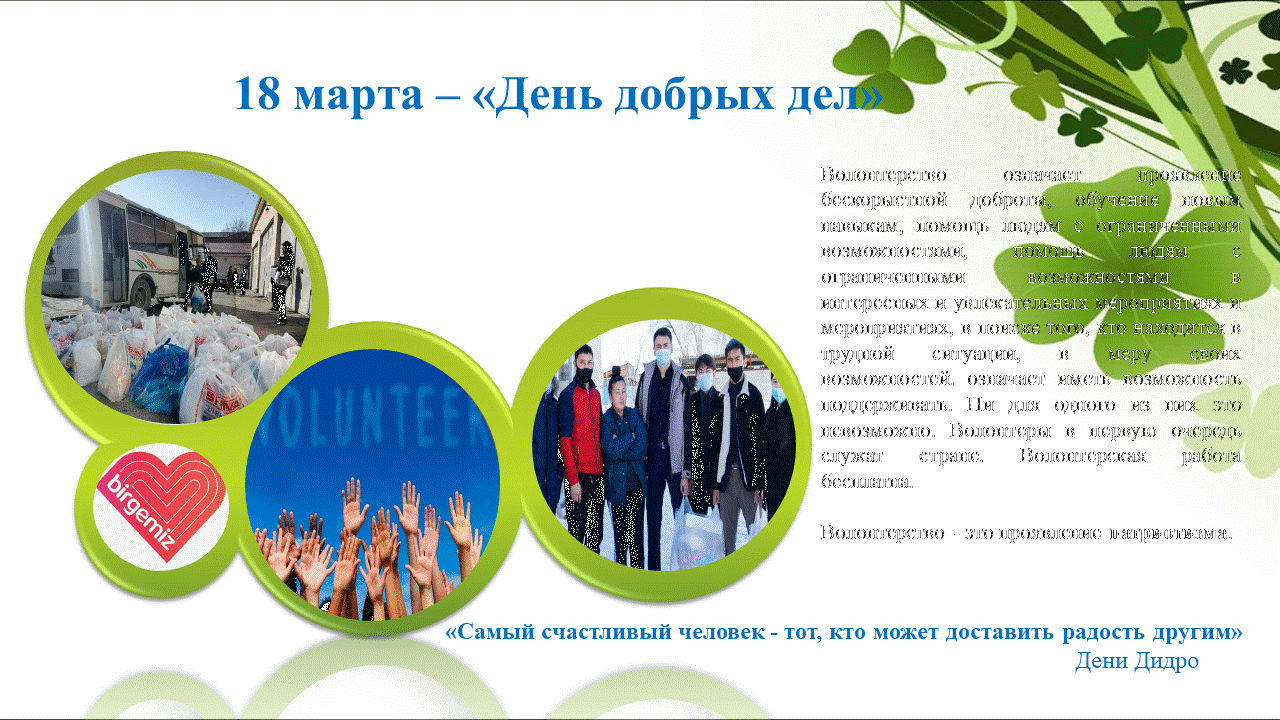 18 марта – «День добрых дел»
Волонтерство означает проявление
бескорыстной доброты, обучение новым
навыкам, помощь людям с ограниченными
возможностями, помощь людям с
ограниченными возможностями в
интересных и увлекательных мероприятиях и
мероприятиях, в поиске того, кто находится в
трудной ситуации, в меру своих
возможностей. означает иметь возможность
поддерживать. Ни для одного из них это
невозможно. Волонтеры в первую очередь
служат стране. Волонтерская работа
бесплатна.
Волонтерство - это проявление патриотизма.
VOLUNTEER
birgemiz
«Самый счастливый человек - тот, кто может доставить радость другим»
Дени Дидро